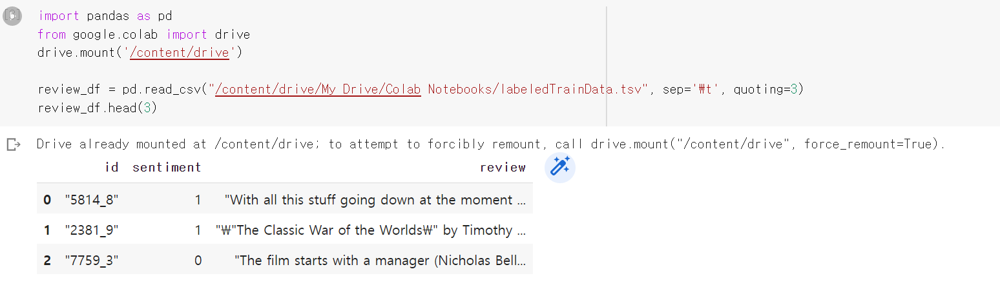 import pandas as pd
from google.colab import drive
drive.mount('/content/drive')
review_df = pd.read_csv("/content/drive/My Drive/Colab Notebooks/labeledTrainData.tsv", sep='₩t', quoting=3)
review_df.head(3)
Drive already mounted at /content/drive; to attempt to forcibly remount, call drive.mount("/content/drive", force_remount=True).
id sentiment review
0 "5814_8" 1 "With all this stuff going down at the moment ...
1 "2381_9" 1 "₩"The Classic War of the Worlds₩" by Timothy ...
2 "7759_3" 0 "The film starts with a manager (Nicholas Bell...